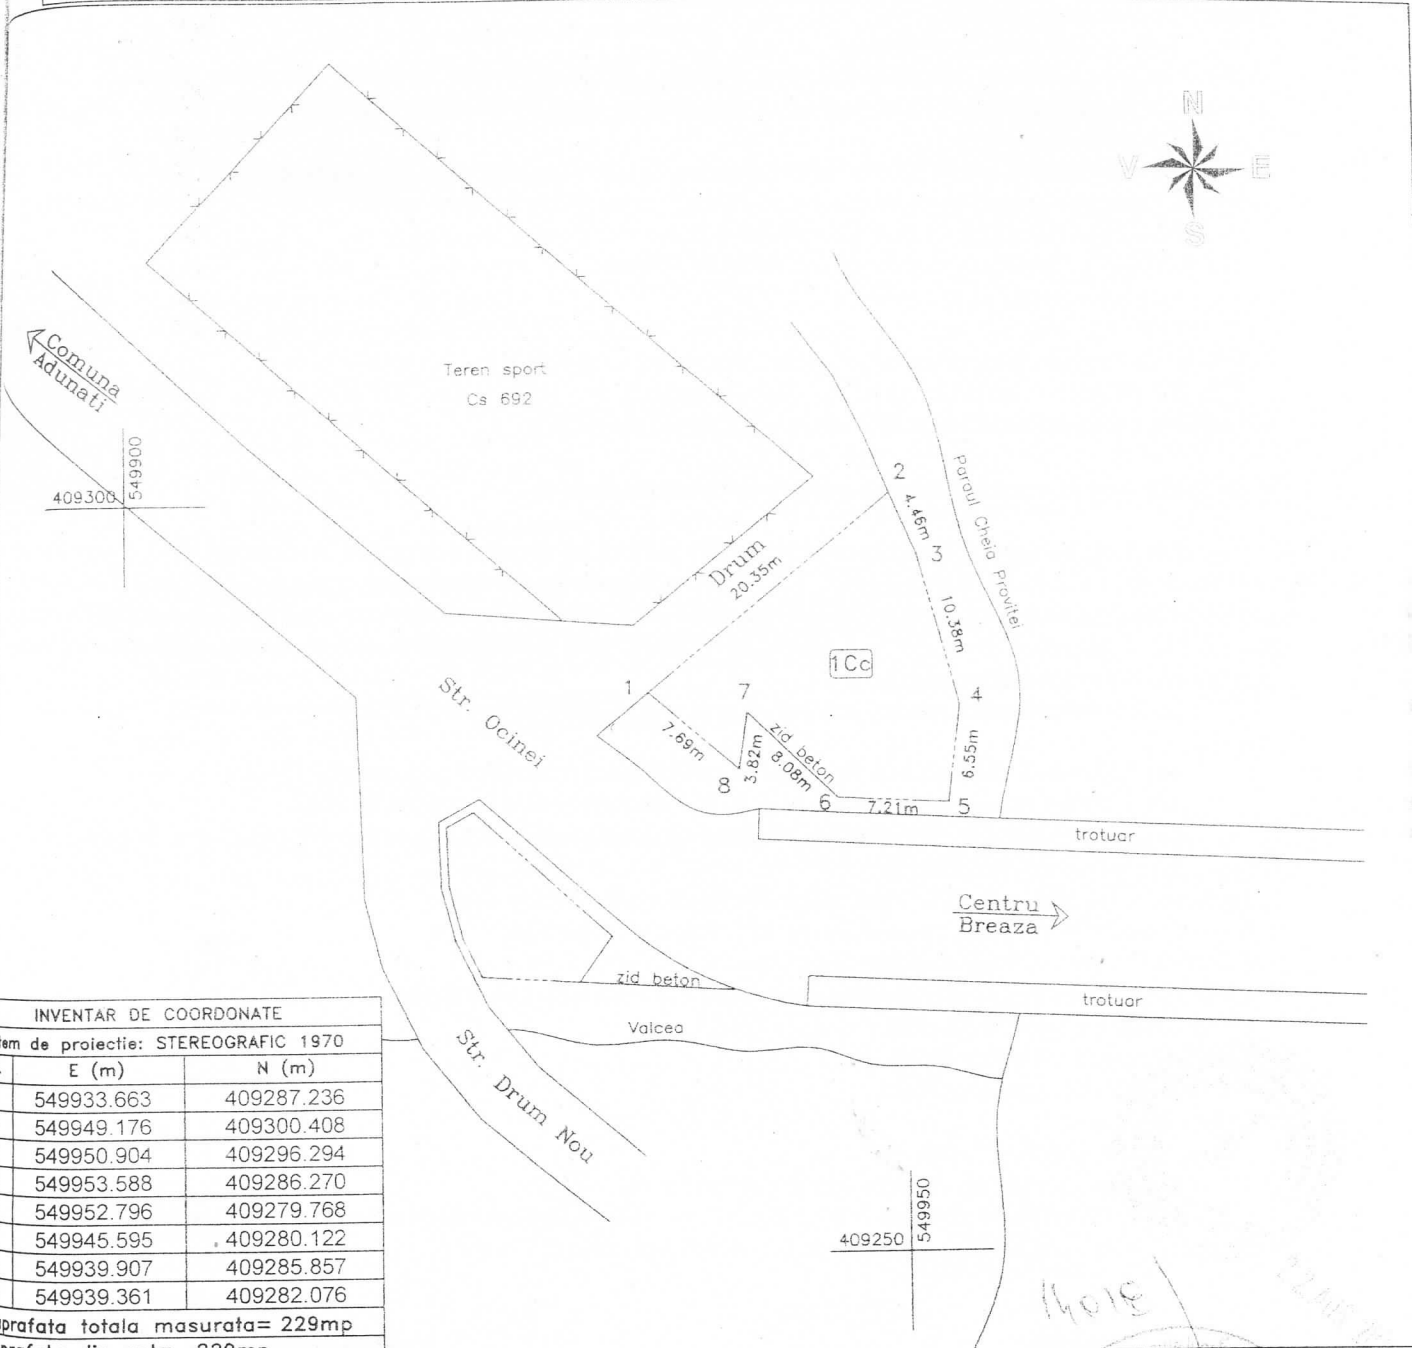 N
V E
S
Comuna
Adunati
Teren sport
Cs 692
549900
409300
2
4.46m
3
Paraul Cheia Provitei
Drum
20.35m
10.38m
1Cc
1
7
4
Str. Ocinei
7.69m
zid beton
8.08m
3.82m
6.55m
8
6
7.21m
5
trotuar
Centru
Breaza
zid beton
trotuar
Valcea
Str. Drum Nou
INVENTAR DE COORDONATE
tem de proiectie: STEREOGRAFIC 1970
E (m) N (m)
549933.663 409287.236
549949.176 409300.408
549950.904 409296.294
549953.588 409286.270
549952.796 409279.768
549945.595 409280.122
549939.907 409285.857
549939.361 409282.076
prafata totala masurata= 229mp
549950
409250